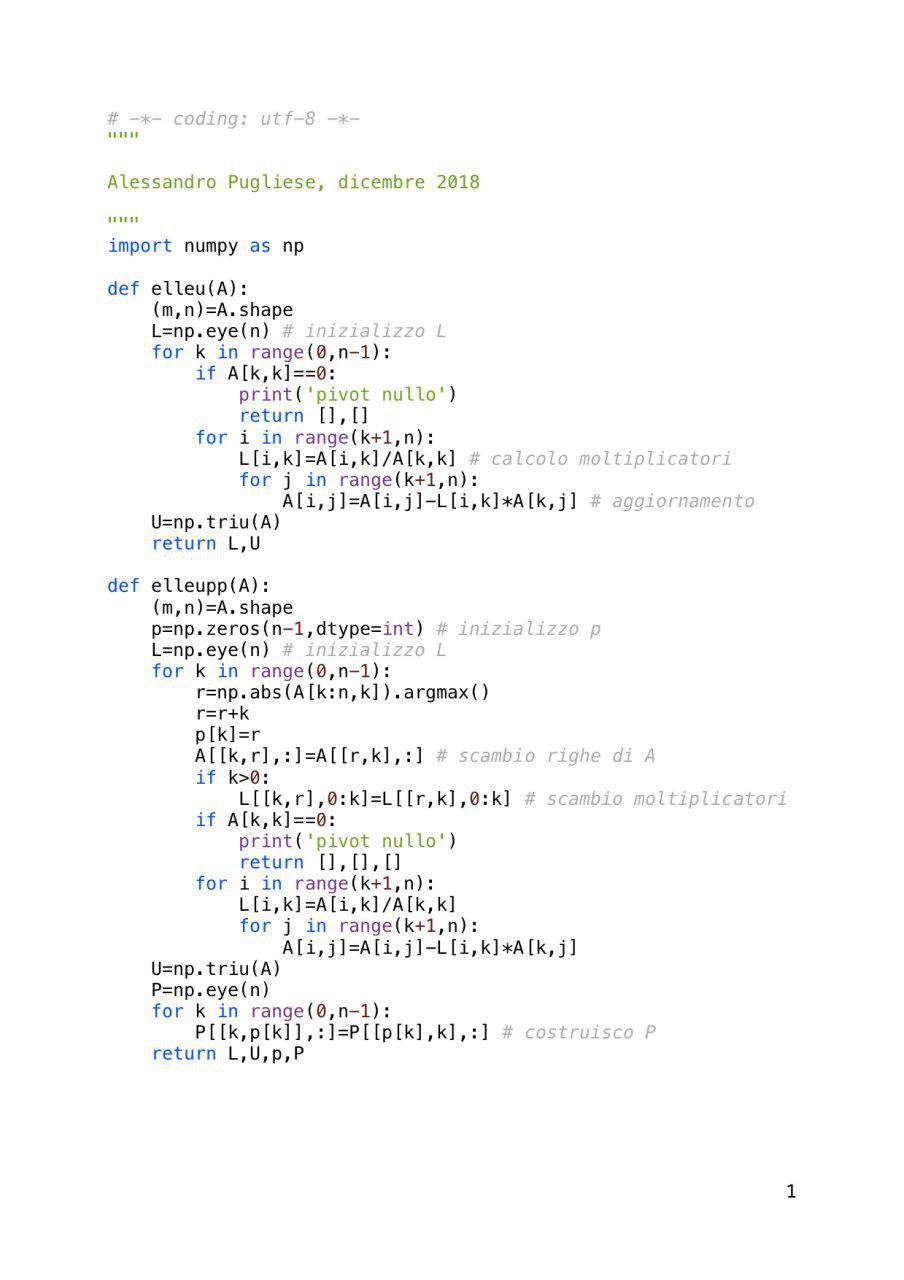 # -*- coding: utf-8 -*-
"""
Alessandro Pugliese, dicembre 2018
"""
import numpy as np
def elleu(A):
    (m,n)=A.shape
    L=np.eye(n) # inizializzo L
    for k in range(0,n-1):
        if A[k,k]==0:
            print('pivot nullo')
            return [],[]
        for i in range(k+1,n):
            L[i,k]=A[i,k]/A[k,k] # calcolo moltiplicatori
            for j in range(k+1,n):
                A[i,j]=A[i,j]-L[i,k]*A[k,j] # aggiornamento
    U=np.triu(A)
    return L,U
def elleupp(A):
    (m,n)=A.shape
    p=np.zeros(n-1,dtype=int) # inizializzo p
    L=np.eye(n) # inizializzo L
    for k in range(0,n-1):
        r=np.abs(A[k:n,k]).argmax()
        r=r+k
        p[k]=r
        A[[k,r],:]=A[[r,k],:] # scambio righe di A
        if k>0:
            L[[k,r],0:k]=L[[r,k],0:k] # scambio moltiplicatori
        if A[k,k]==0:
            print('pivot nullo')
            return [],[],[]
        for i in range(k+1,n):
            L[i,k]=A[i,k]/A[k,k]
            for j in range(k+1,n):
                A[i,j]=A[i,j]-L[i,k]*A[k,j]
    U=np.triu(A)
    P=np.eye(n)
    for k in range(0,n-1):
        P[[k,p[k]],:]=P[[p[k],k],:] # costruisco P
    return L,U,p,P
1